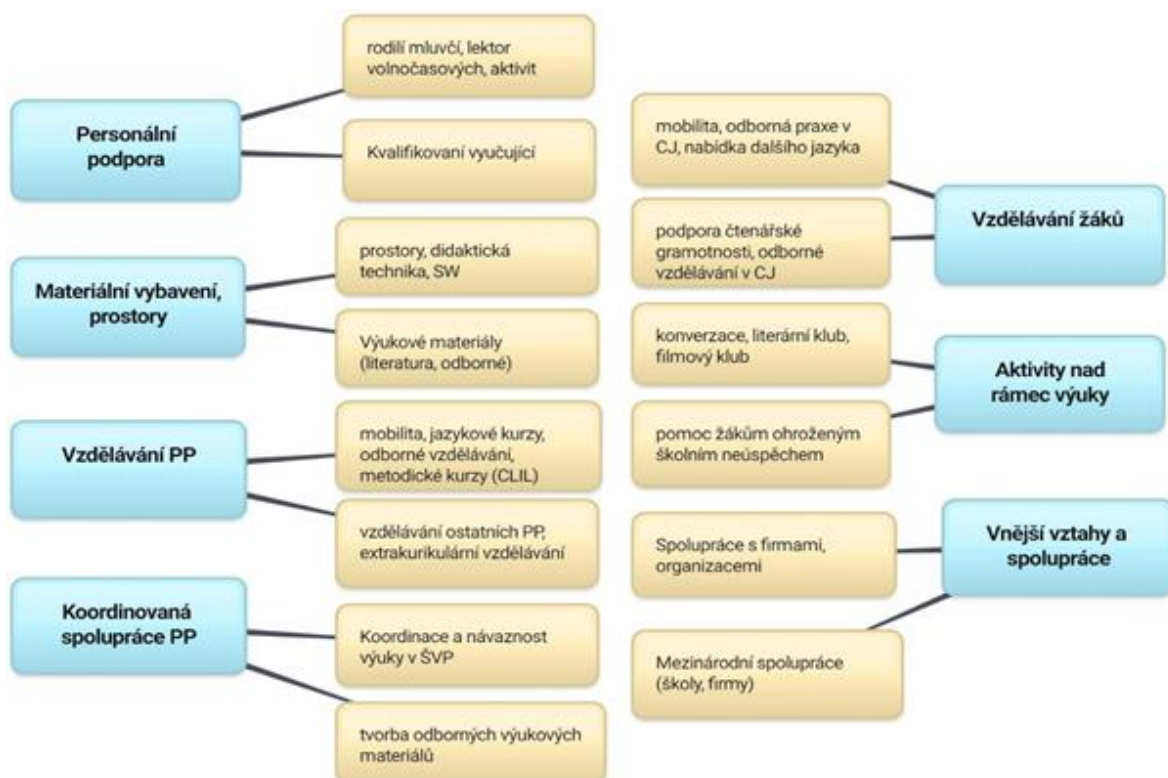 Personální
podpora
rodilí mluvčí, lektor
volnočasových, aktivit
Kvalifikovaní vyučující
Materiální vybavení,
prostory
prostory, didaktická
technika, SW
Výukové materiály
(literatura, odborné)
Vzdělávání PP
mobilita, jazykové kurzy,
odborné vzdělávání,
metodické kurzy (CLIL)
vzdělávání ostatních PP,
extrakurikulární vzdělávání
Koordinovaná
spolupráce PP
Koordinace a návaznost
výuky v ŠVP
tvorba odborných výukových
materiálů
mobilita, odborná praxe v
CJ, nabídka dalšího jazyka
podpora čtenářské
gramotnosti, odborné
vzdělávání v CJ
Vzdělávání žáků
konverzace, literární klub,
filmový klub
pomoc žákům ohroženým
školním neúspěchem
Aktivity nad
rámec výuky
Spolupráce s firmami,
organizacemi
Mezinárodní spolupráce
(školy, firmy)
Vnější vztahy a
spolupráce